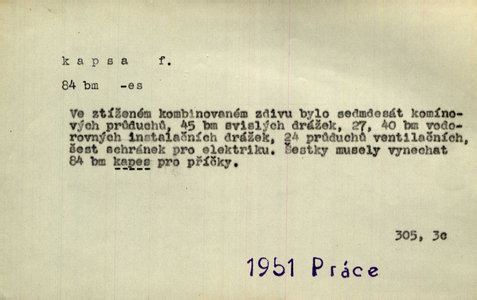 kapsa f.
84 bm -es
Ve ztíženém kombinovaném zdivu bylo sedmdesát komíno-
vých průduchů, 45 bm svislých drážek, 27, 40 bm vodo-
rovných instalačních drážek, 24 průduchů ventilačních,
šest schránek pro elektriku. Šestky musely vynechat
84 bm kapes pro příčky.
305, 3c
1951 Práce